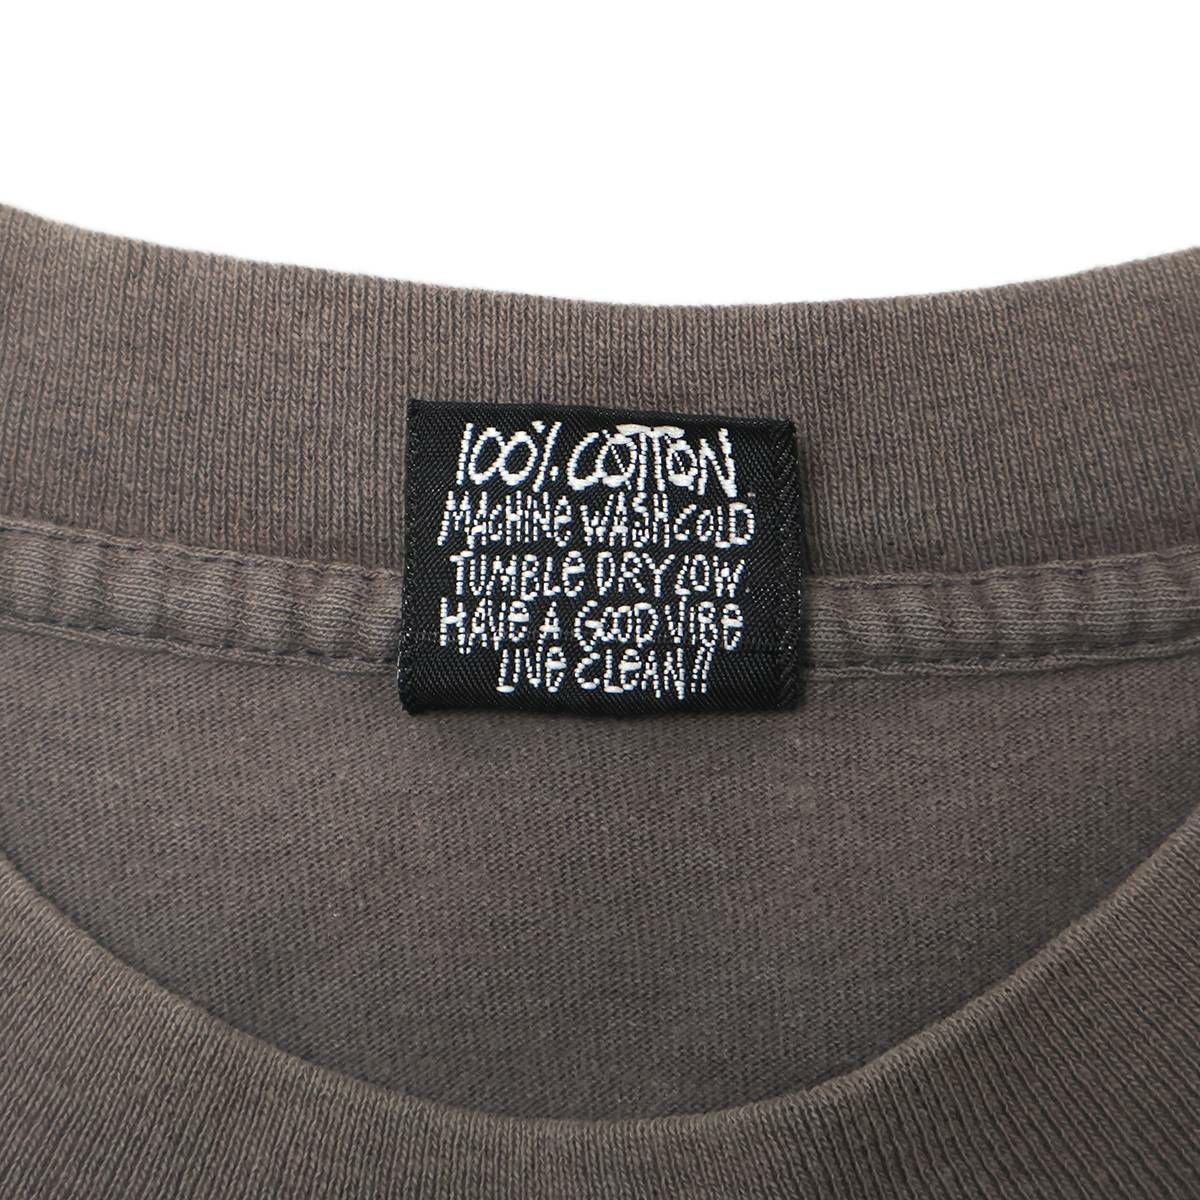 100% COTTON
MACHINe WASH COLD
TUMBLe DRY LOW.
HAVe A GOOD VIBe
LIVe CLeAN!!